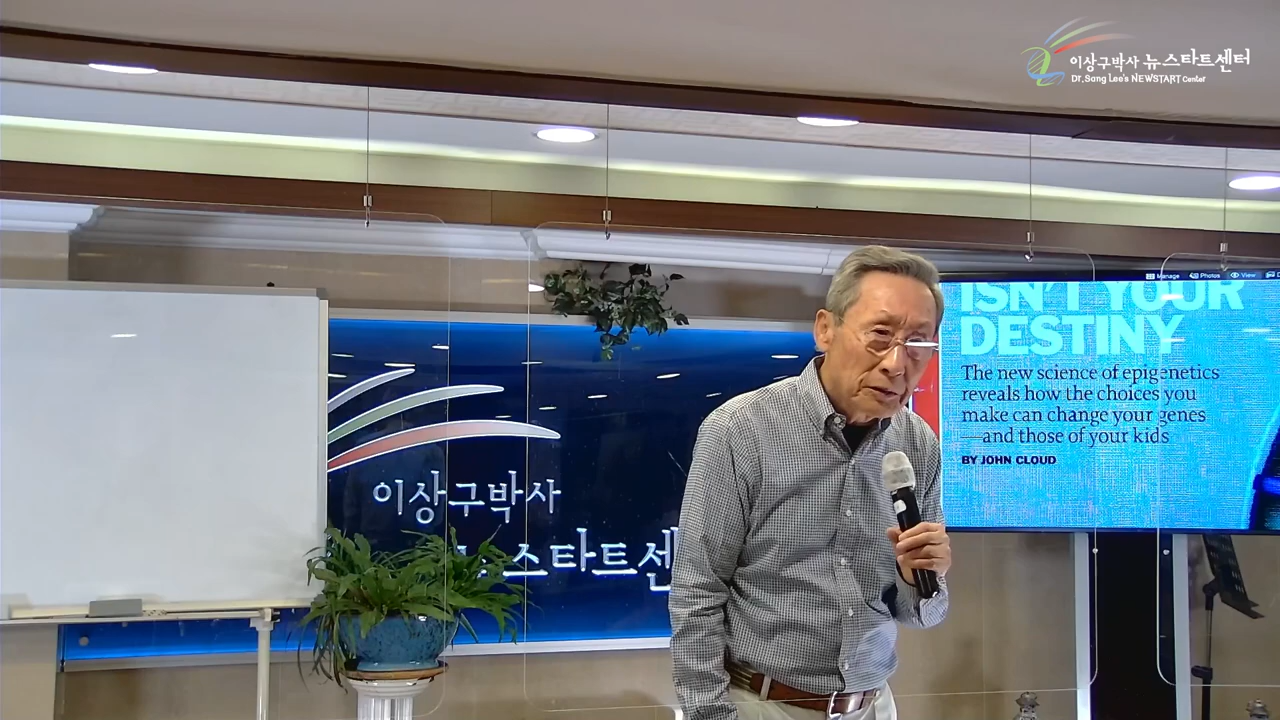 이상구박사 뉴스타트센터
Dr.Sang Lee's NEWSTART Center
Manage Photos View
ISN'T YOUR
DESTINY
The new science of epigenetics
reveals how the choices you
make can change your genes
—and those of your kids
BY JOHN CLOUD
이상구박사
스타트센